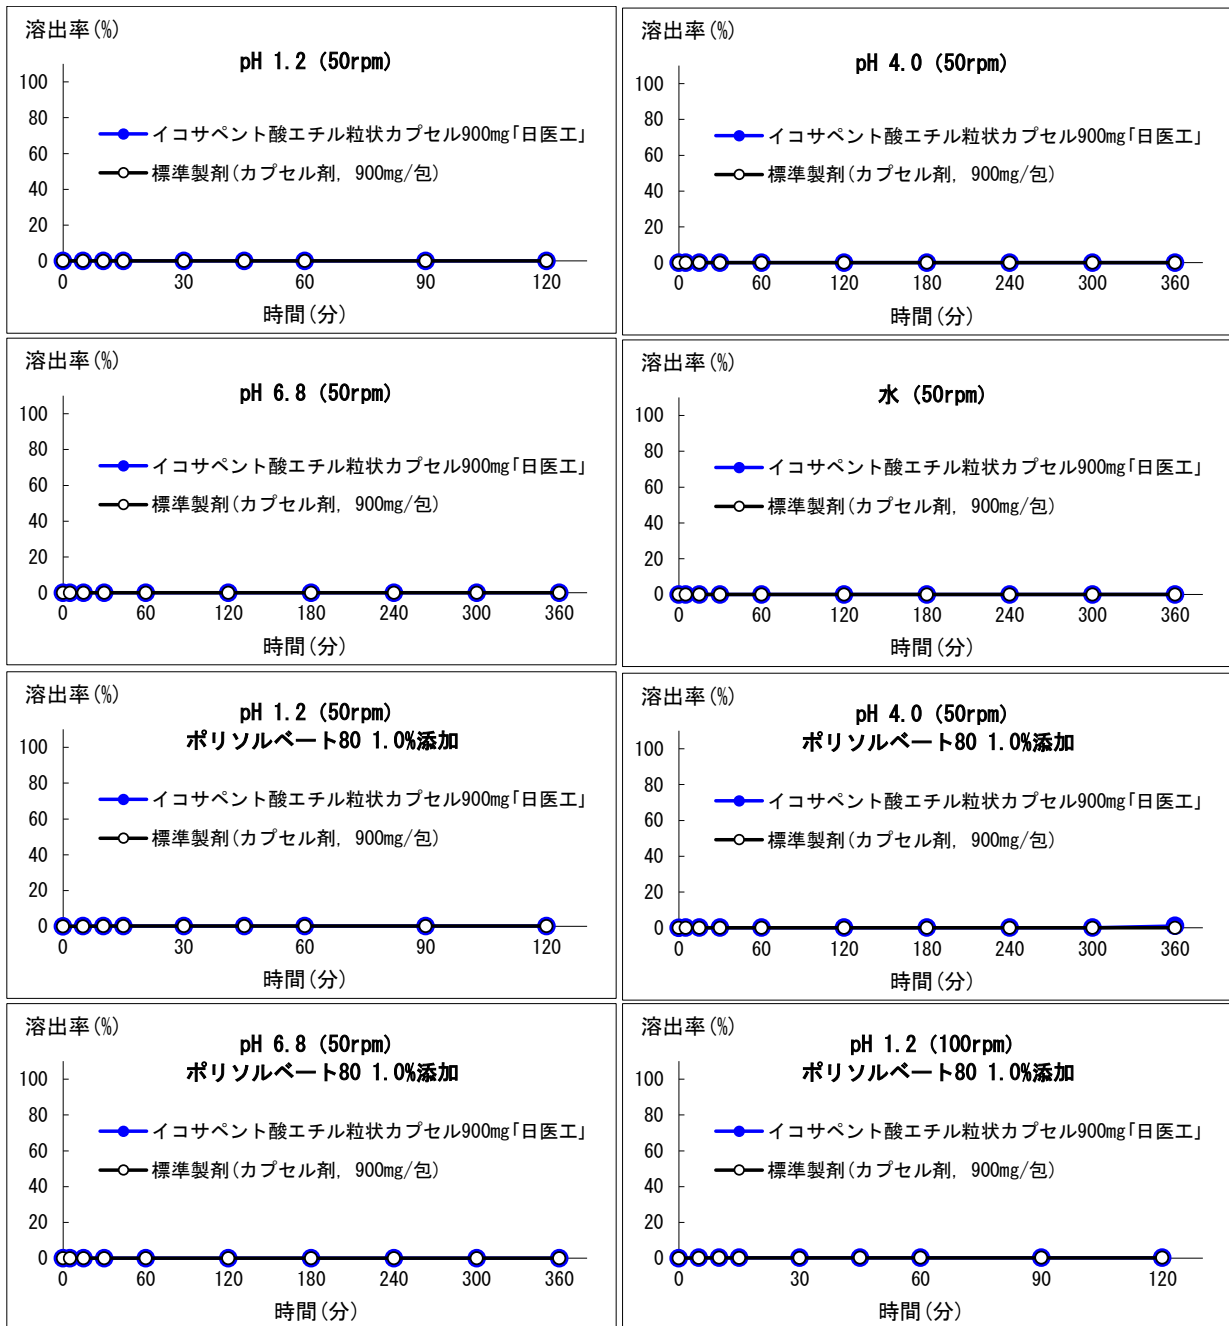 溶出率(%)
pH 1.2 (50rpm)
100
80
イコサペント酸エチル粒状カプセル900mg「日医工」
60
標準製剤(カプセル剤, 900mg/包)
40
20
0
0 30 60 90 120
時間(分)
溶出率(%)
pH 4.0 (50rpm)
100
80
イコサペント酸エチル粒状カプセル900mg「日医工」
60
標準製剤(カプセル剤, 900mg/包)
40
20
0
0 60 120 180 240 300 360
時間(分)
溶出率(%)
pH 6.8 (50rpm)
100
80
イコサペント酸エチル粒状カプセル900mg「日医工」
60
標準製剤(カプセル剤, 900mg/包)
40
20
0
0 60 120 180 240 300 360
時間(分)
溶出率(%)
水 (50rpm)
100
80
イコサペント酸エチル粒状カプセル900mg「日医工」
60
標準製剤(カプセル剤, 900mg/包)
40
20
0
0 60 120 180 240 300 360
時間(分)
溶出率(%)
pH 1.2 (50rpm)
ポリソルベート80 1.0%添加
100
80
イコサペント酸エチル粒状カプセル900mg「日医工」
60
標準製剤(カプセル剤, 900mg/包)
40
20
0
0 30 60 90 120
時間(分)
溶出率(%)
pH 4.0 (50rpm)
ポリソルベート80 1.0%添加
100
80
イコサペント酸エチル粒状カプセル900mg「日医工」
60
標準製剤(カプセル剤, 900mg/包)
40
20
0
0 60 120 180 240 300 360
時間(分)
溶出率(%)
pH 6.8 (50rpm)
ポリソルベート80 1.0%添加
100
80
イコサペント酸エチル粒状カプセル900mg「日医工」
60
標準製剤(カプセル剤, 900mg/包)
40
20
0
0 60 120 180 240 300 360
時間(分)
溶出率(%)
pH 1.2 (100rpm)
ポリソルベート80 1.0%添加
100
80
イコサペント酸エチル粒状カプセル900mg「日医工」
60
標準製剤(カプセル剤, 900mg/包)
40
20
0
0 30 60 90 120
時間(分)